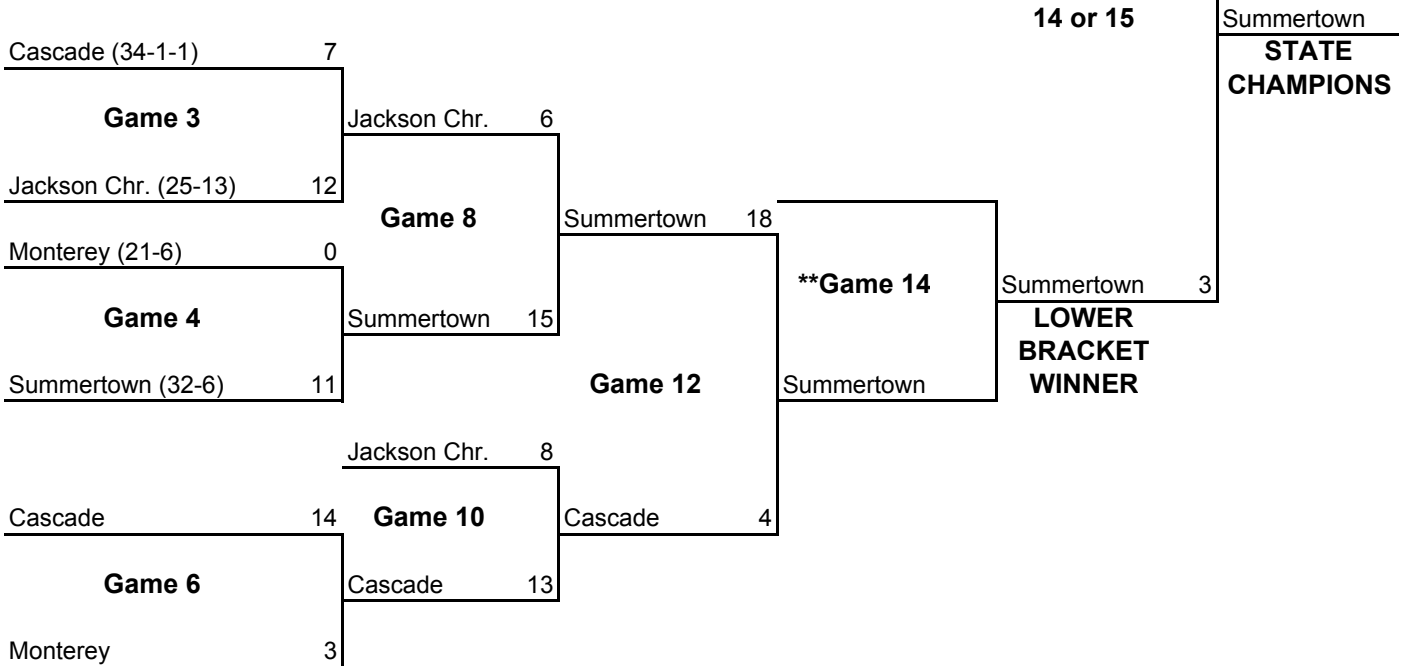 14 or 15 Summertown
Cascade (34-1-1) 7 STATE
CHAMPIONS
Game 3 Jackson Chr. 6
Jackson Chr. (25-13) 12
Game 8 Summertown 18
Monterey (21-6) 0
**Game 14 Summertown 3
Game 4 Summertown 15 LOWER
BRACKET
Summertown (32-6) 11 Game 12 Summertown WINNER
Jackson Chr. 8
Cascade 14 Game 10 Cascade 4
Game 6 Cascade 13
Monterey 3